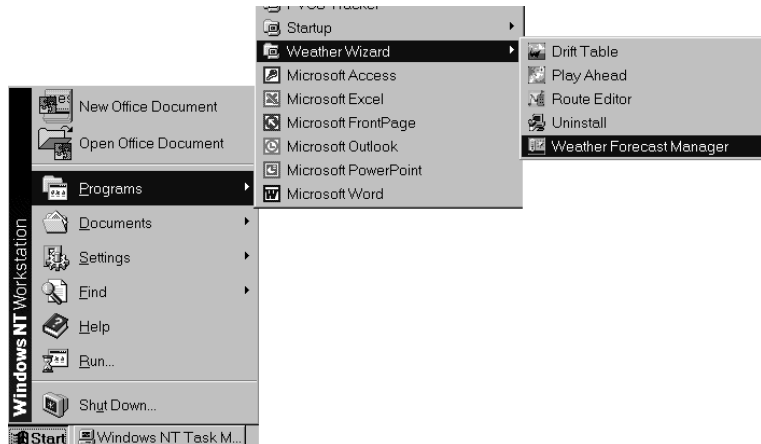 PVCS Tracker
Startup
Weather Wizard
Microsoft Access
Microsoft Excel
Microsoft FrontPage
Microsoft Outlook
Microsoft PowerPoint
Microsoft Word
Drift Table
Play Ahead
Route Editor
Uninstall
Weather Forecast Manager
New Office Document
Open Office Document
Programs
Documents
Settings
Find
Help
Run...
Shut Down...
Windows NT Workstation
Start
Windows NT Task M...